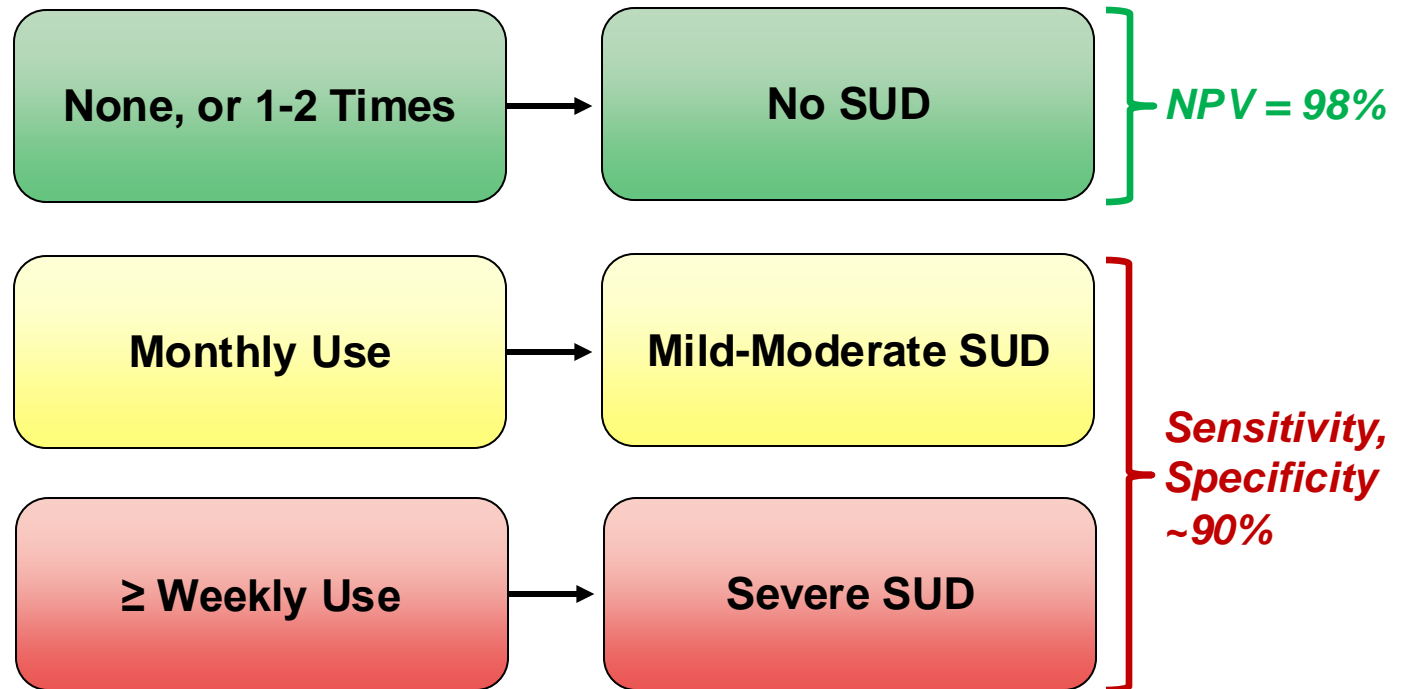 None, or 1-2 Times
No SUD
NPV = 98%
Monthly Use
Mild-Moderate SUD
Sensitivity,
Specificity
~90%
≥ Weekly Use
Severe SUD